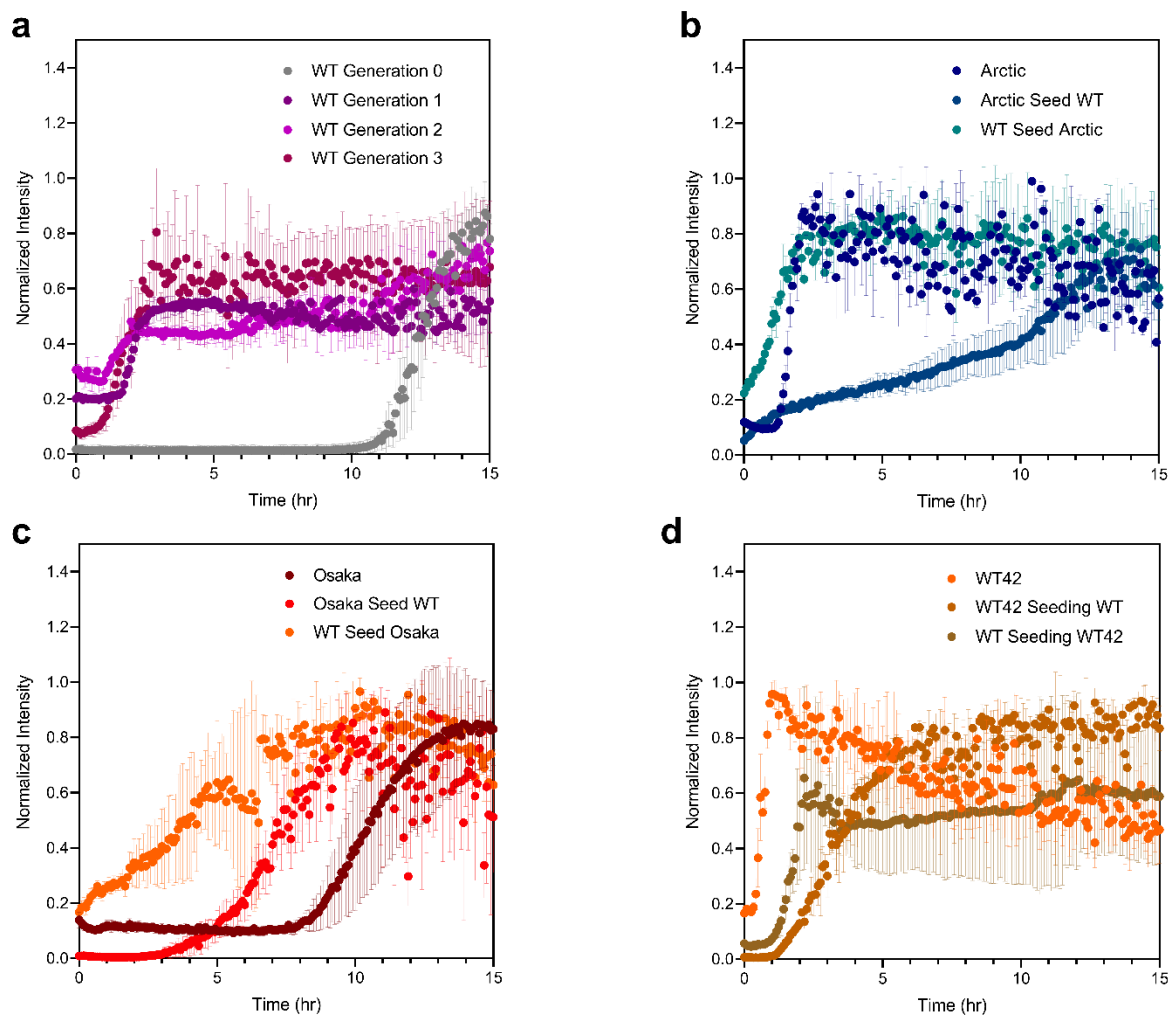 a
1.4
1.2
1.0
0.8
0.6
0.4
0.2
0.0
Normalized Intensity
WT Generation 0
WT Generation 1
WT Generation 2
WT Generation 3
0 5 10 15
Time (hr)
b
1.4
1.2
1.0
0.8
0.6
0.4
0.2
0.0
Normalized Intensity
Arctic
Arctic Seed WT
WT Seed Arctic
0 5 10 15
Time (hr)
c
1.4
1.2
1.0
0.8
0.6
0.4
0.2
0.0
Normalized Intensity
Osaka
Osaka Seed WT
WT Seed Osaka
0 5 10 15
Time (hr)
d
1.4
1.2
1.0
0.8
0.6
0.4
0.2
0.0
Normalized Intensity
WT42
WT42 Seeding WT
WT Seeding WT42
0 5 10 15
Time (hr)